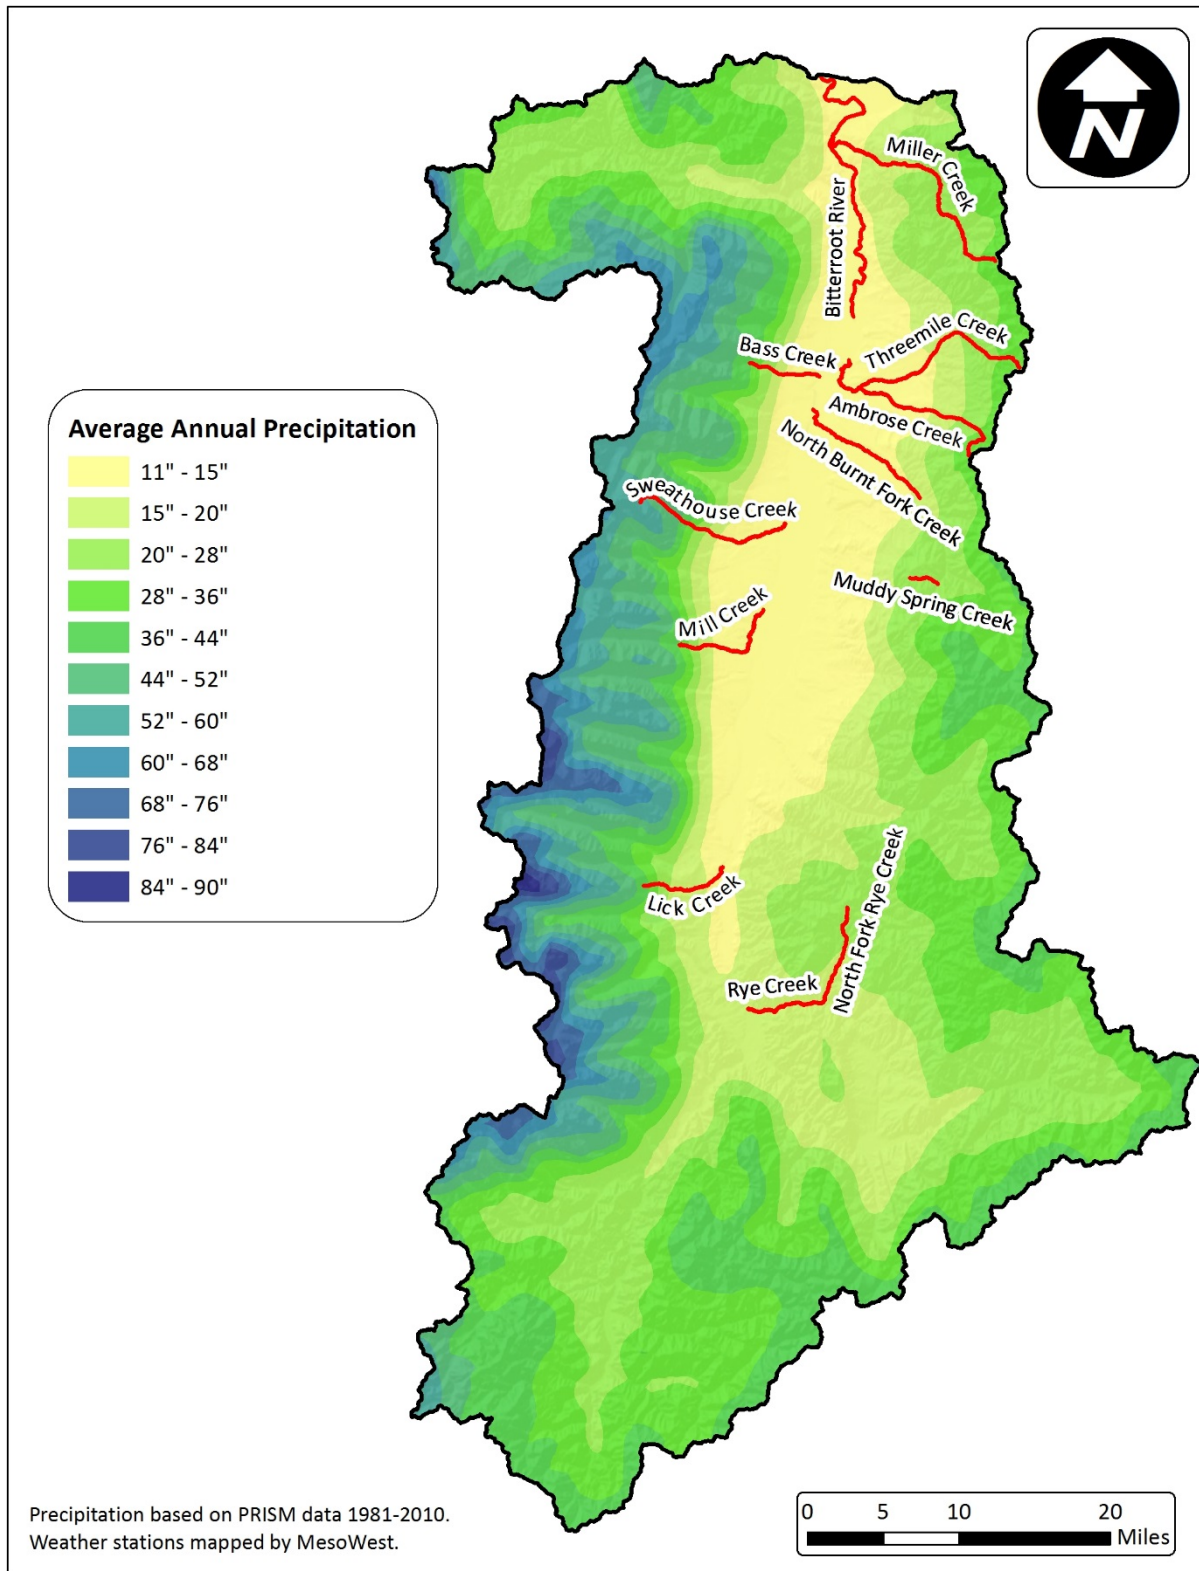 N
Miller Creek
Bitterroot River
Threemile Creek
Bass Creek
Ambrose Creek
North Burnt Fork Creek
Sweathouse Creek
Muddy Spring Creek
Mill Creek
Average Annual Precipitation
11" - 15"
15" - 20"
20" - 28"
28" - 36"
36" - 44"
44" - 52"
52" - 60"
60" - 68"
68" - 76"
76" - 84"
84" - 90"
Lick Creek
North Fork Rye Creek
Rye Creek
Precipitation based on PRISM data 1981-2010.
Weather stations mapped by MesoWest.
0 5 10 20
Miles